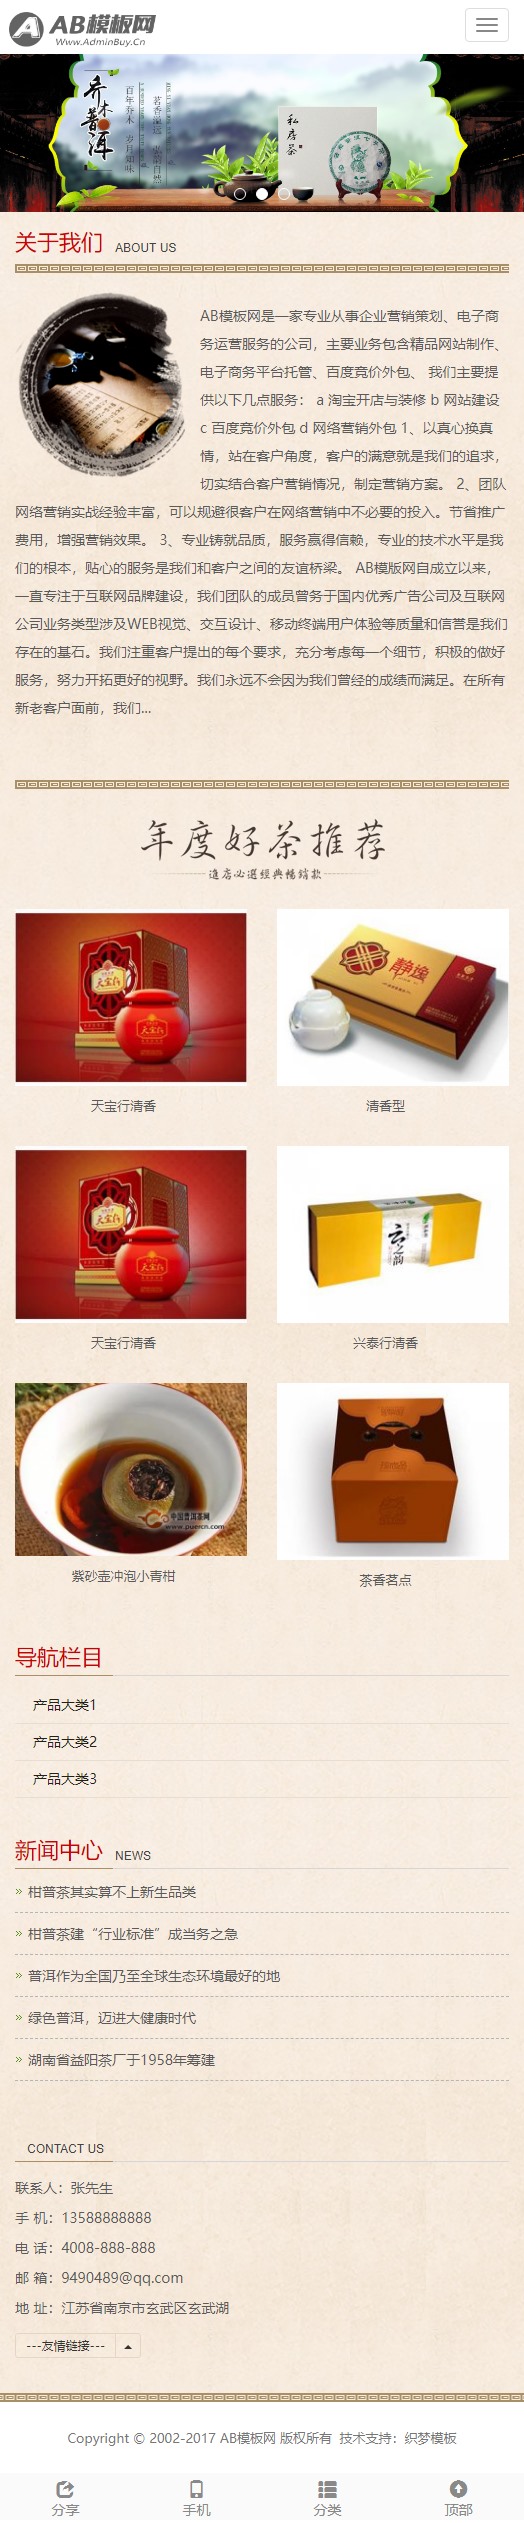 AB模板网
Www.AdminBuy.Cn
乔木普洱
私房茶
关于我们 ABOUT US
AB模板网是一家专业从事企业营销策划、电子商
务运营服务的公司，主要业务包含精品网站制作、
电子商务平台托管、百度竞价外包、 我们主要提
供以下几点服务： a 淘宝开店与装修 b 网站建设
c 百度竞价外包 d 网络营销外包 1、以真心换真
情，站在客户角度，客户的满意就是我们的追求，
切实结合客户营销情况，制定营销方案。 2、团队
网络营销实战经验丰富，可以规避很客户在网络营销中不必要的投入。节省推广
费用，增强营销效果。 3、专业铸就品质，服务赢得信赖，专业的技术水平是我
们的根本，贴心的服务是我们和客户之间的友谊桥梁。 AB模版网自成立以来，
一直专注于互联网品牌建设，我们团队的成员曾务于国内优秀广告公司及互联网
公司业务类型涉及WEB视觉、交互设计、移动终端用户体验等质量和信誉是我们
存在的基石。我们注重客户提出的每个要求，充分考虑每一个细节，积极的做好
服务，努力开拓更好的视野。我们永远不会因为我们曾经的成绩而满足。在所有
新老客户面前，我们...
年度好茶推荐
進店必選經典暢銷款
天宝行
静逸
天宝行清香
清香型
天宝行
云之韵
天宝行清香
兴泰行清香
中国普洱茶网
www.puercn.com
紫砂壶冲泡小青柑
茶香茗点
导航栏目
产品大类1
产品大类2
产品大类3
新闻中心 NEWS
» 柑普茶其实算不上新生品类
» 柑普茶建“行业标准”成当务之急
» 普洱作为全国乃至全球生态环境最好的地
» 绿色普洱，迈进大健康时代
» 湖南省益阳茶厂于1958年筹建
CONTACT US
联系人：张先生
手 机：13588888888
电 话：4008-888-888
邮 箱：9490489@qq.com
地 址：江苏省南京市玄武区玄武湖
---友情链接---
Copyright © 2002-2017 AB模板网 版权所有 技术支持：织梦模板
分享 手机 分类 顶部